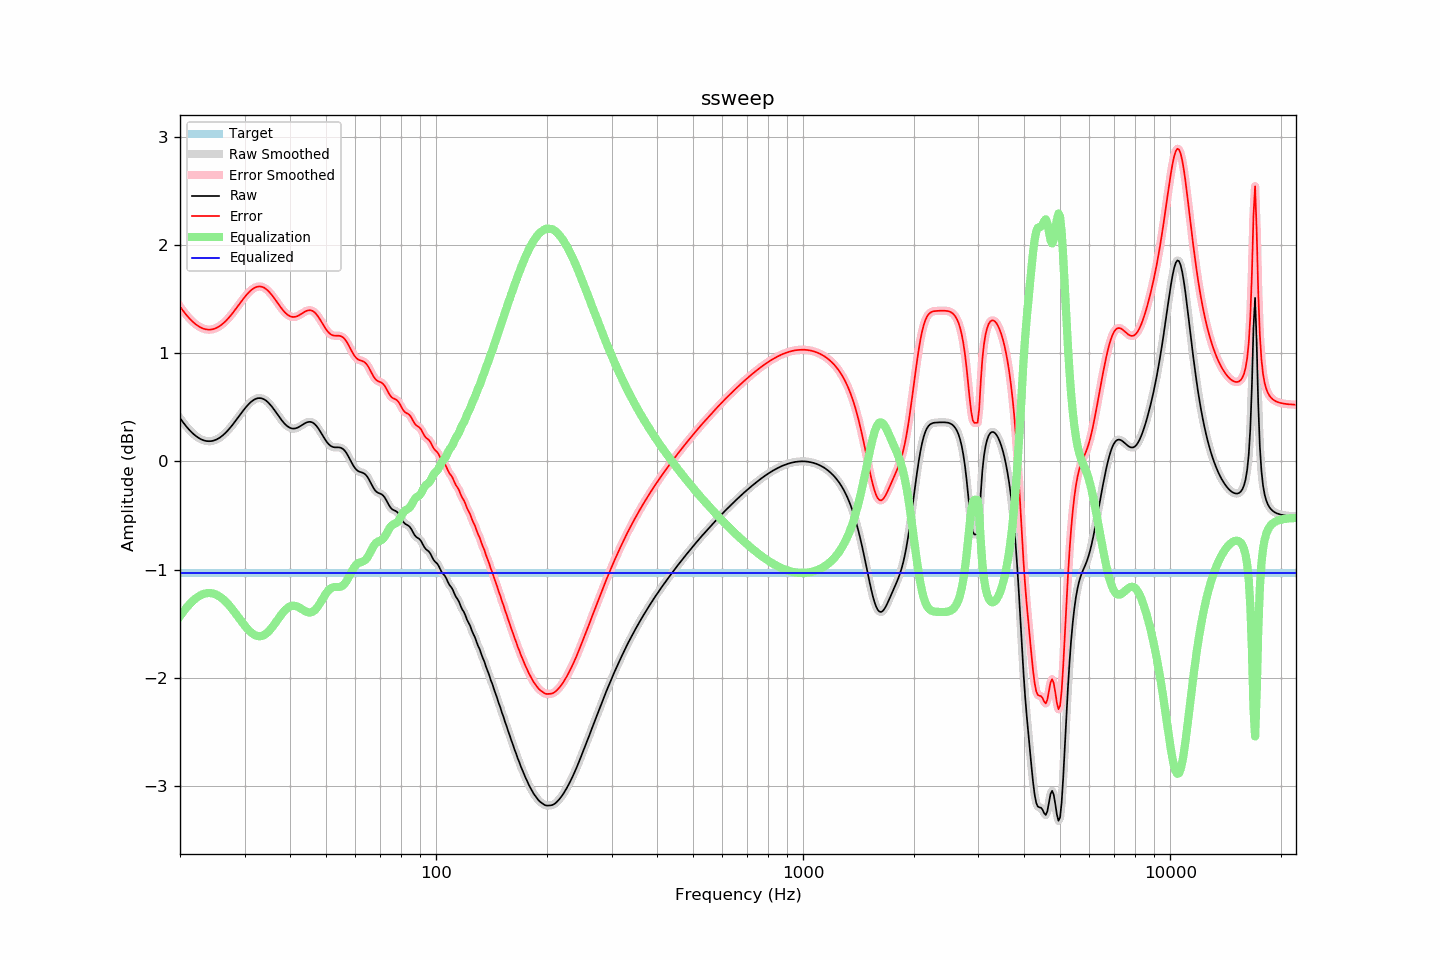 ssweep
Target
Raw Smoothed
Error Smoothed
Raw
Error
Equalization
Equalized
3
2
1
0
−1
−2
−3
Amplitude (dBr)
100
1000
10000
Frequency (Hz)